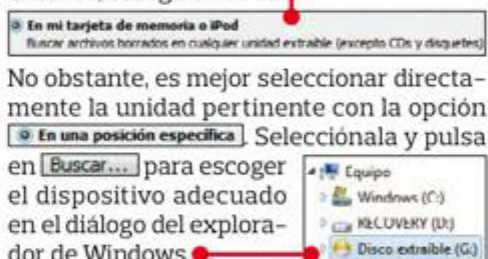 En mi tarjeta de memoria o iPod
Buscar archivos borrados en cualquier unidad extraible (excepto CDs y disquetes)
No obstante, es mejor seleccionar directa-
mente la unidad pertinente con la opción
En una posición específica . Selecciónala y pulsa
en Buscar... para escoger
el dispositivo adecuado
en el diálogo del explora-
dor de Windows
Equipo
Windows (C:)
RECOVERY (D:)
Disco extraible (G:)